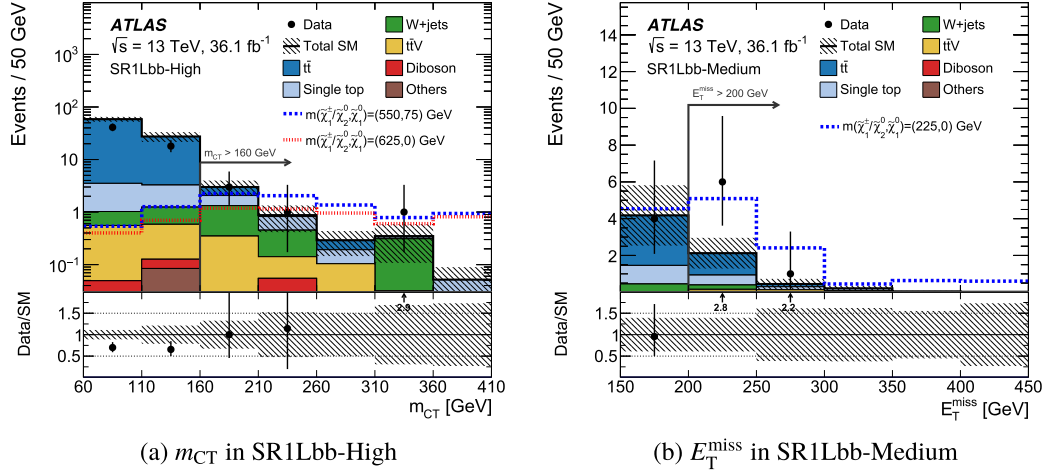 ATLAS
√s = 13 TeV, 36.1 fb⁻¹
SR1Lbb-High
Data
Total SM
tt̄
Single top
W+jets
tt̄V
Diboson
Others
m(χ̃₁±/χ̃₂⁰,χ̃₁⁰)=(550,75) GeV
m(χ̃₁±/χ̃₂⁰,χ̃₁⁰)=(625,0) GeV
m_CT > 160 GeV
Events / 50 GeV
10³
10²
10
1
10⁻¹
2.9
Data/SM
1.5
1
0.5
60 110 160 210 260 310 360 410
m_CT [GeV]
(a) m_CT in SR1Lbb-High
ATLAS
√s = 13 TeV, 36.1 fb⁻¹
SR1Lbb-Medium
Data
Total SM
tt̄
Single top
W+jets
tt̄V
Diboson
Others
m(χ̃₁±/χ̃₂⁰,χ̃₁⁰)=(225,0) GeV
E_T^miss > 200 GeV
Events / 50 GeV
14
12
10
8
6
4
2
2.8
2.2
Data/SM
1.5
1
0.5
150 200 250 300 350 400 450
E_T^miss [GeV]
(b) E_T^miss in SR1Lbb-Medium